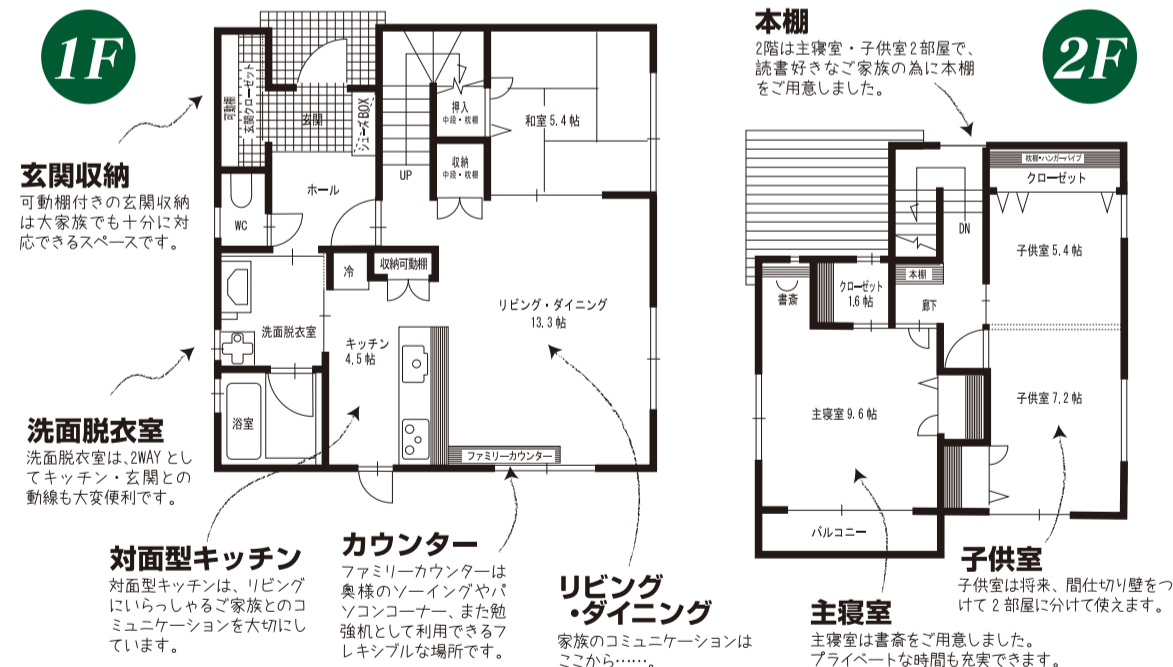 1F
可動棚
玄関クローゼット
玄関
シューズBOX
押入
中段・枕棚
和室 5.4 帖
収納
中段・枕棚
UP
ホール
WC
冷
収納可動棚
洗面脱衣室
キッチン
4.5 帖
リビング・ダイニング
13.3 帖
浴室
ファミリーカウンター
玄関収納
可動棚付きの玄関収納
は大家族でも十分に対
応できるスペースです。
洗面脱衣室
洗面脱衣室は、2WAY とし
てキッチン・玄関との
動線も大変便利です。
対面型キッチン
対面型キッチンは、リビング
にいらっしゃるご家族とのコ
ミュニケーションを大切にし
ています。
カウンター
ファミリーカウンターは
奥様のソーイングやパ
ソコンコーナー、また勉
強机として利用できるフ
レキシブルな場所です。
リビング
・ダイニング
家族のコミュニケーションは
ここから……。
本棚
2階は主寝室・子供室2部屋で、
読書好きなご家族の為に本棚
をご用意しました。
2F
枕棚・ハンガーパイプ
クローゼット
DN
子供室 5.4 帖
本棚
書斎
クローゼット
1.6 帖
廊下
主寝室 9.6 帖
子供室 7.2 帖
バルコニー
主寝室
主寝室は書斎をご用意しました。
プライベートな時間も充実できます。
子供室
子供室は将来、間仕切り壁をつ
けて 2 部屋に分けて使えます。